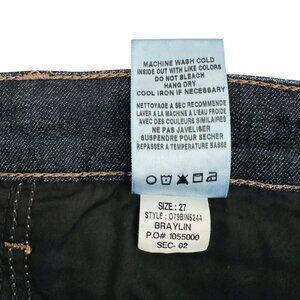 MACHINE WASH COLD
INSIDE OUT WITH LIKE COLORS
DO NOT BLEACH
HANG DRY
COOL IRON IF NECESSARY
NETTOYAGE A SEC RECOMMENDE
LAVER A LA MACHINE A L'EAU FROIDE
AVEC DES COULEURS SIMILAIRES
NE PAS JAVELISER
SUSPENDRE POUR SECHER
REPASSER A TEMPERATURE BASSE
SIZE : 27
STYLE : 079BIN5244
BRAYLIN
P.O# 1055000
SEC- 02